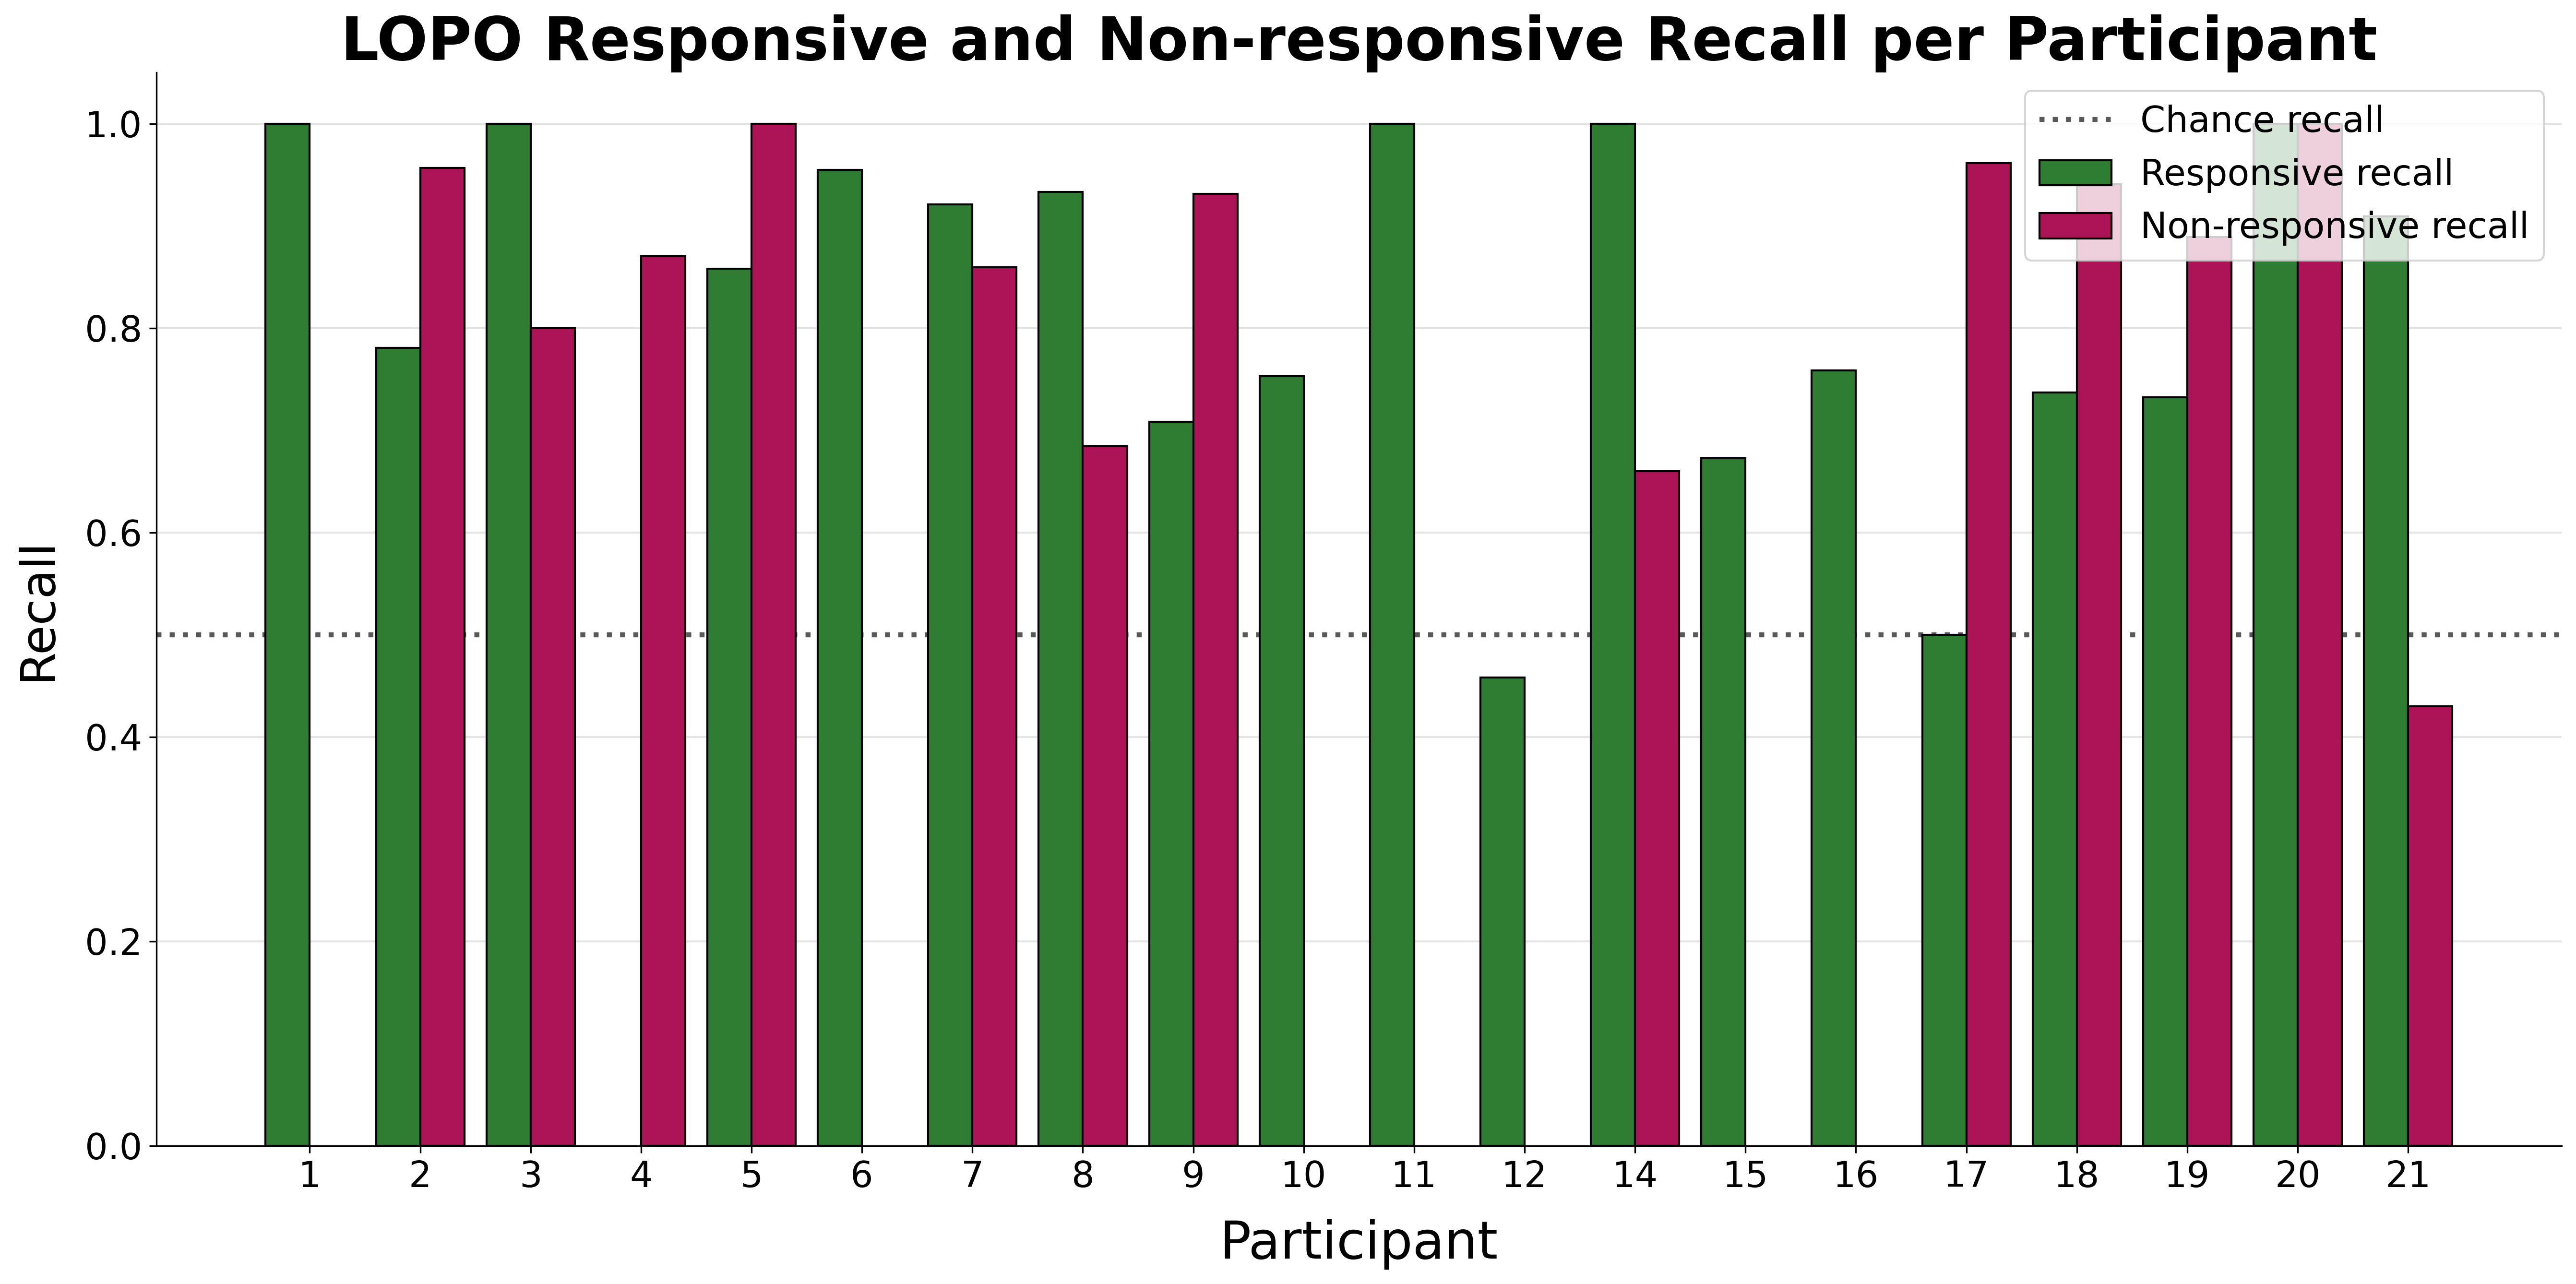 LOPO Responsive and Non-responsive Recall per Participant
Chance recall
Responsive recall
Non-responsive recall
1.0
0.8
0.6
0.4
0.2
0.0
Recall
1 2 3 4 5 6 7 8 9 10 11 12 14 15 16 17 18 19 20 21
Participant